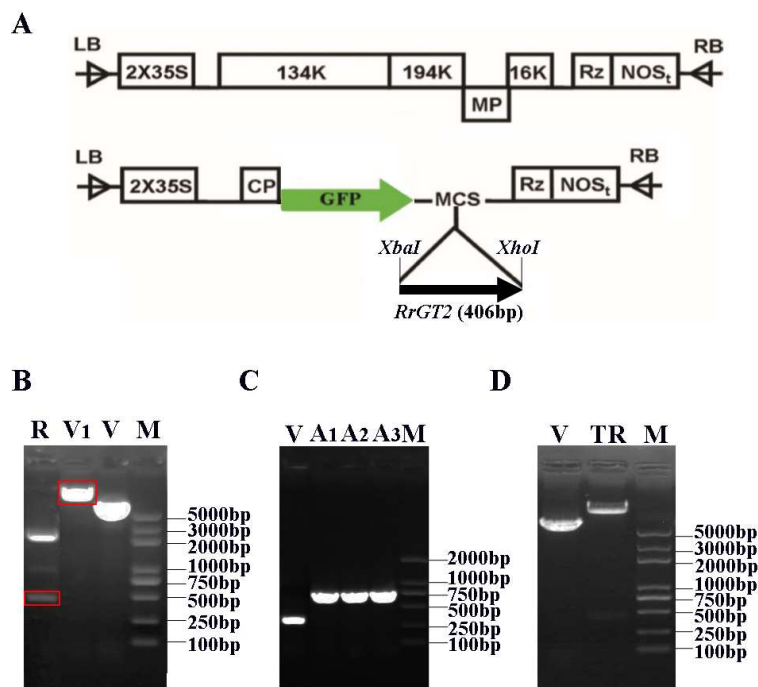 A
LB
RB
2X35S
134K
194K
MP
16K
Rz
NOSt
LB
RB
2X35S
CP
GFP
MCS
Rz
NOSt
XbaI
XhoI
RrGT2 (406bp)
B
R V1 V M
5000bp
3000bp
2000bp
1000bp
750bp
500bp
250bp
100bp
C
V A1 A2 A3 M
2000bp
1000bp
750bp
500bp
250bp
100bp
D
V TR M
5000bp
3000bp
2000bp
1000bp
750bp
500bp
250bp
100bp